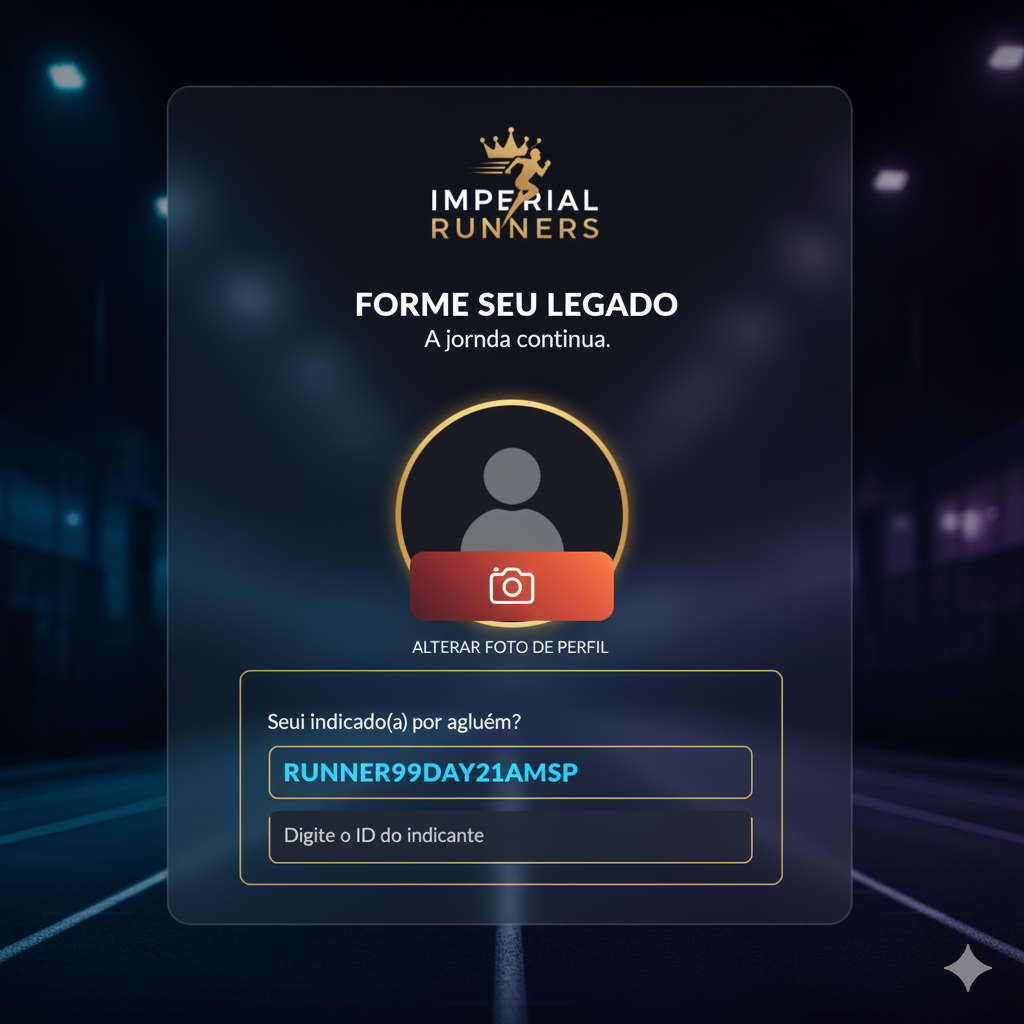 IMPERIAL
RUNNERS
FORME SEU LEGADO
A jornda continua.
ALTERAR FOTO DE PERFIL
Seui indicado(a) por agluém?
RUNNER99DAY21AMSP
Digite o ID do indicante